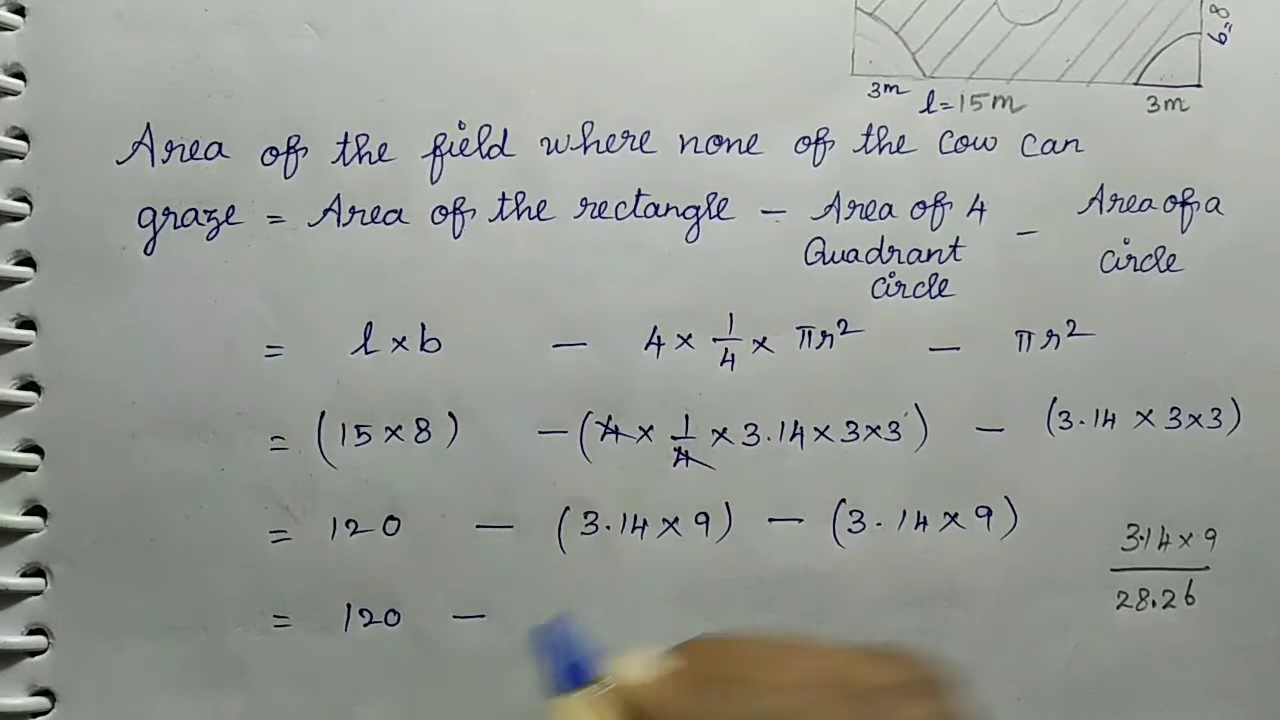 b=8
3m
l=15m
3m
Area of the field where none of the cow can
graze = Area of the rectangle - Area of 4 Quadrant circle - Area of a circle
= l × b - 4 × 1/4 × πr² - πr²
= (15 × 8) - (4 × 1/4 × 3.14 × 3 × 3) - (3.14 × 3 × 3)
= 120 - (3.14 × 9) - (3.14 × 9)
3.14 × 9
28.26
= 120 -